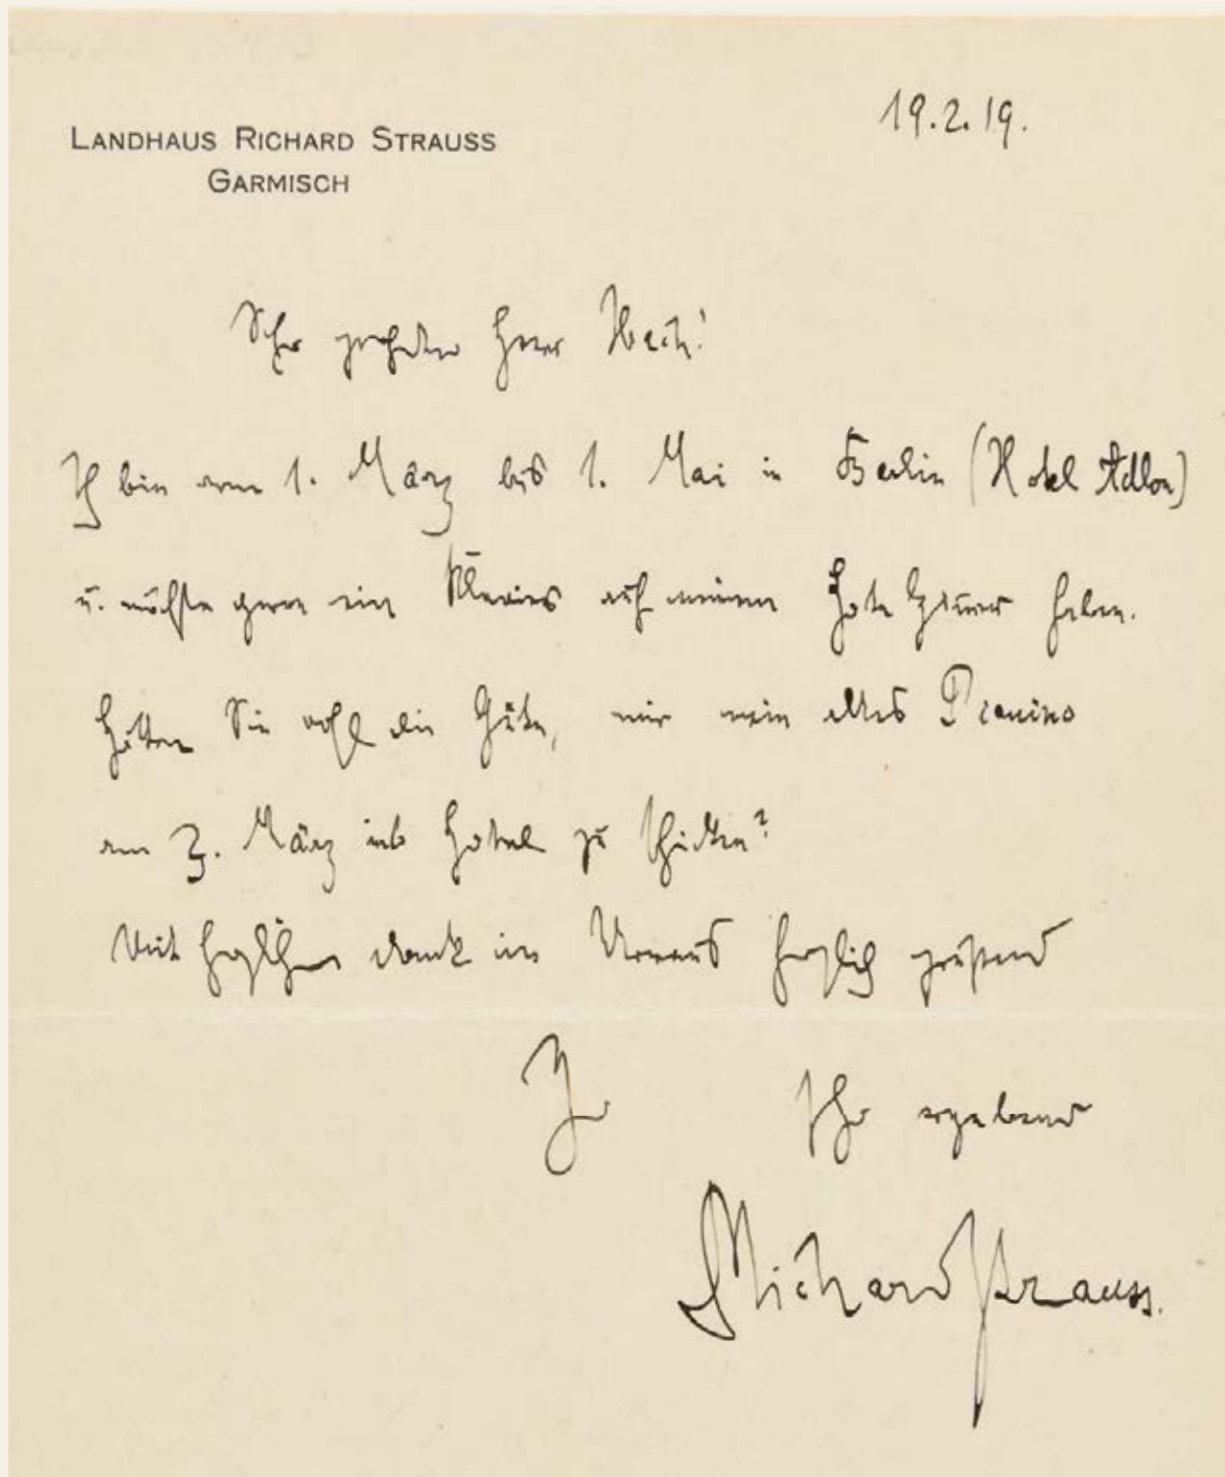 19.2.19.
LANDHAUS RICHARD STRAUSS
GARMISCH
Sehr geehrter Herr Ibach!
Ich bin vom 1. März bis 1. Mai in Berlin (Hotel Adlon)
u. möchte gerne ein Klavier auf meinem Hotelzimmer haben.
Hätten Sie wohl die Güte, mir mein altes Pianino
am 3. März ins Hotel zu schicken?
Mit herzlichem Dank im Voraus herzlich grüßend
Ihr ergebener
Richard Strauss.